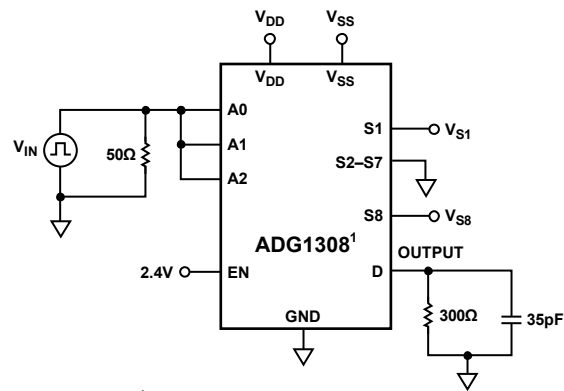 VDD
VSS
VDD
VSS
A0
S1
VS1
VIN
50Ω
A1
S2–S7
A2
S8
VS8
ADG1308¹
OUTPUT
2.4V
EN
D
GND
300Ω
35pF